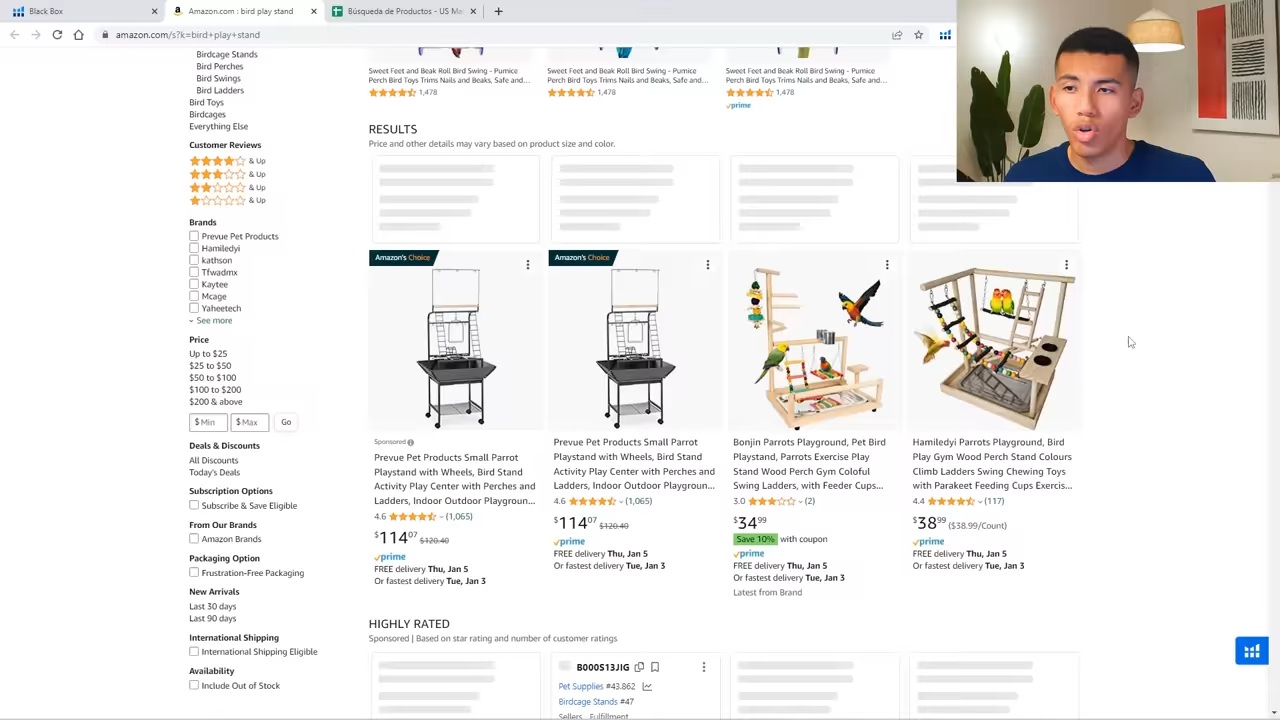 Black Box
Amazon.com : bird play stand
Búsqueda de Productos - US Ma
amazon.com/s?k=bird+play+stand
Birdcage Stands
Bird Perches
Bird Swings
Bird Ladders
Bird Toys
Birdcages
Everything Else
Customer Reviews
& Up
& Up
& Up
& Up
Brands
Prevue Pet Products
Hamiledyi
kathson
Tfwadmx
Kaytee
Mcage
Yaheetech
See more
Price
Up to $25
$25 to $50
$50 to $100
$100 to $200
$200 & above
$ Min $ Max Go
Deals & Discounts
All Discounts
Today's Deals
Subscription Options
Subscribe & Save Eligible
From Our Brands
Amazon Brands
Packaging Option
Frustration-Free Packaging
New Arrivals
Last 30 days
Last 90 days
International Shipping
International Shipping Eligible
Availability
Include Out of Stock
Sweet Feet and Beak Roll Bird Swing - Pumice
Perch Bird Toys Trims Nails and Beaks, Safe and...
1,478
Sweet Feet and Beak Roll Bird Swing - Pumice
Perch Bird Toys Trims Nails and Beaks, Safe and...
1,478
Sweet Feet and Beak Roll Bird Swing - Pumice
Perch Bird Toys Trims Nails and Beaks, Safe and...
1,478
prime
RESULTS
Price and other details may vary based on product size and color.
Amazon's Choice
Sponsored
Prevue Pet Products Small Parrot
Playstand with Wheels, Bird Stand
Activity Play Center with Perches and
Ladders, Indoor Outdoor Playgroun...
4.6 (1,065)
$11407 $120.40
prime
FREE delivery Thu, Jan 5
Or fastest delivery Tue, Jan 3
Amazon's Choice
Prevue Pet Products Small Parrot
Playstand with Wheels, Bird Stand
Activity Play Center with Perches and
Ladders, Indoor Outdoor Playgroun...
4.6 (1,065)
$11407 $120.40
prime
FREE delivery Thu, Jan 5
Or fastest delivery Tue, Jan 3
Bonjin Parrots Playground, Pet Bird
Playstand, Parrots Exercise Play
Stand Wood Perch Gym Coloful
Swing Ladders, with Feeder Cups...
3.0 (2)
$3499
Save 10% with coupon
prime
FREE delivery Thu, Jan 5
Or fastest delivery Tue, Jan 3
Latest from Brand
Hamiledyi Parrots Playground, Bird
Play Gym Wood Perch Stand Colours
Climb Ladders Swing Chewing Toys
with Parakeet Feeding Cups Exercis...
4.4 (117)
$3899 ($38.99/Count)
prime
FREE delivery Thu, Jan 5
Or fastest delivery Tue, Jan 3
HIGHLY RATED
Sponsored | Based on star rating and number of customer ratings
B000S13JIG
Pet Supplies #43.862
Birdcage Stands #47
Sellers Fulfillment